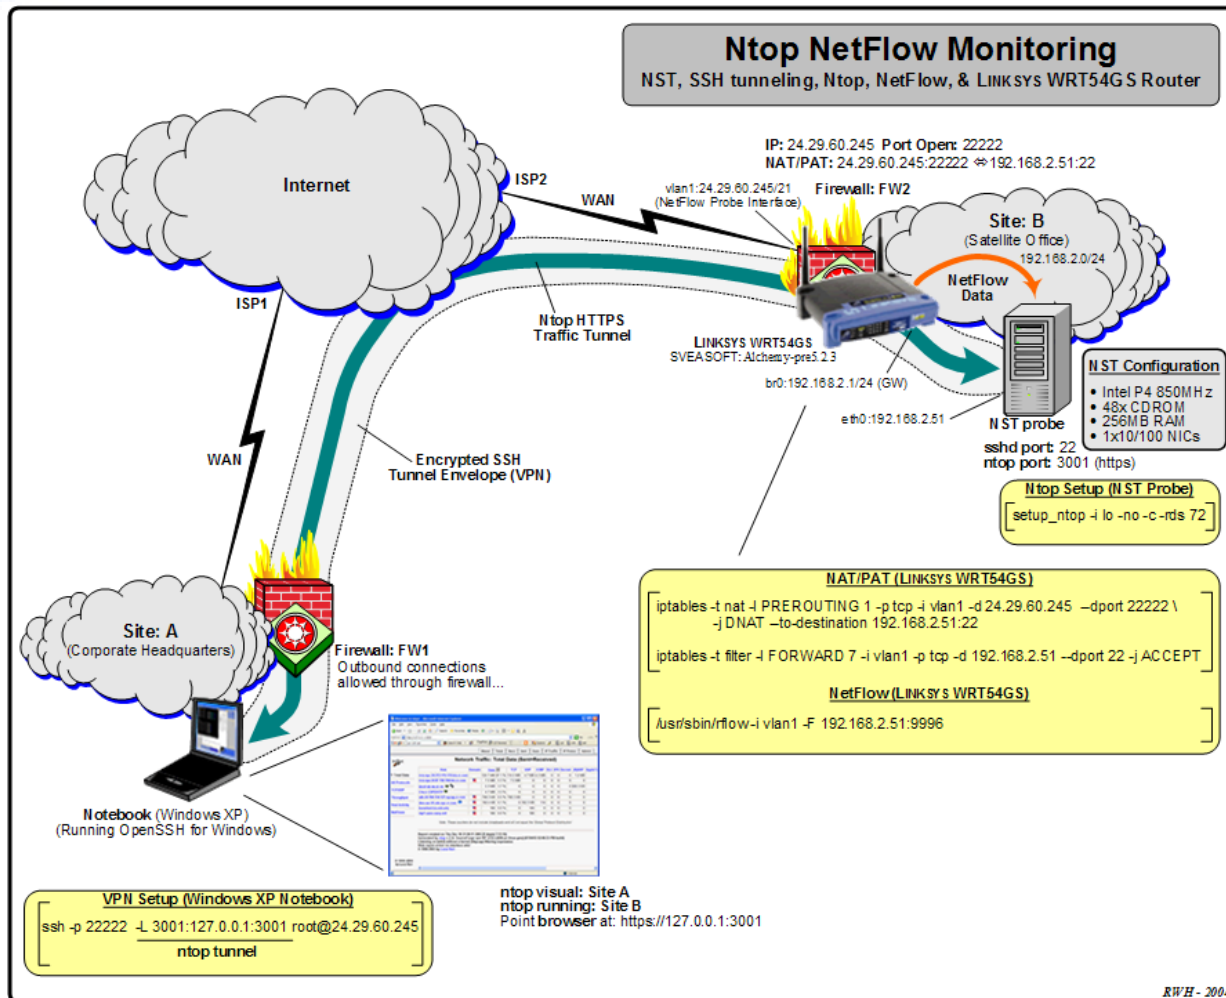 Ntop NetFlow Monitoring
NST, SSH tunneling, Ntop, NetFlow, & LINKSYS WRT54GS Router
IP: 24.29.60.245 Port Open: 22222
NAT/PAT: 24.29.60.245:22222 ⇔192.168.2.51:22
Internet
ISP2
WAN
vlan1:24.29.60.245/21
(NetFlow Probe Interface)
Firewall: FW2
Site: B
(Satellite Office)
192.168.2.0/24
NetFlow
Data
ISP1
Ntop HTTPS
Traffic Tunnel
LINKSYS WRT54GS
SVEASOFT: Alchemy-pre5.2.3
br0:192.168.2.1/24 (GW)
eth0:192.168.2.51
NST Configuration
• Intel P4 850MHz
• 48x CDROM
• 256MB RAM
• 1x10/100 NICs
NST probe
sshd port: 22
ntop port: 3001 (https)
WAN
Encrypted SSH
Tunnel Envelope (VPN)
Ntop Setup (NST Probe)
setup_ntop -i lo -no -c -rds 72
NAT/PAT (LINKSYS WRT54GS)
iptables -t nat -I PREROUTING 1 -p tcp -i vlan1 -d 24.29.60.245 --dport 22222 \
-j DNAT --to-destination 192.168.2.51:22
iptables -t filter -I FORWARD 7 -i vlan1 -p tcp -d 192.168.2.51 --dport 22 -j ACCEPT
NetFlow (LINKSYS WRT54GS)
/usr/sbin/rflow -i vlan1 -F 192.168.2.51:9996
Site: A
(Corporate Headquarters)
Firewall: FW1
Outbound connections
allowed through firewall...
Network Traffic: Total Data (Sent+Received)
Notebook (Windows XP)
(Running OpenSSH for Windows)
ntop visual: Site A
ntop running: Site B
Point browser at: https://127.0.0.1:3001
VPN Setup (Windows XP Notebook)
ssh -p 22222 -L 3001:127.0.0.1:3001 root@24.29.60.245
ntop tunnel
RWH - 2004